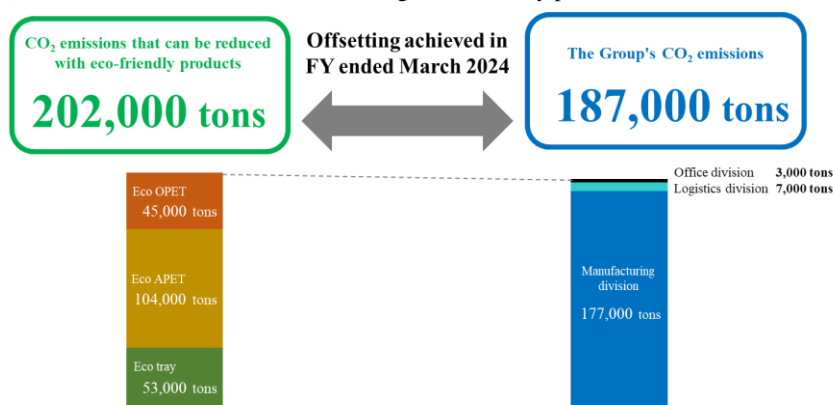 CO₂ emissions that can be reduced
with eco-friendly products
202,000 tons
Offsetting achieved in
FY ended March 2024
The Group's CO₂ emissions
187,000 tons
Eco OPET
45,000 tons
Eco APET
104,000 tons
Eco tray
53,000 tons
Office division 3,000 tons
Logistics division 7,000 tons
Manufacturing
division
177,000 tons